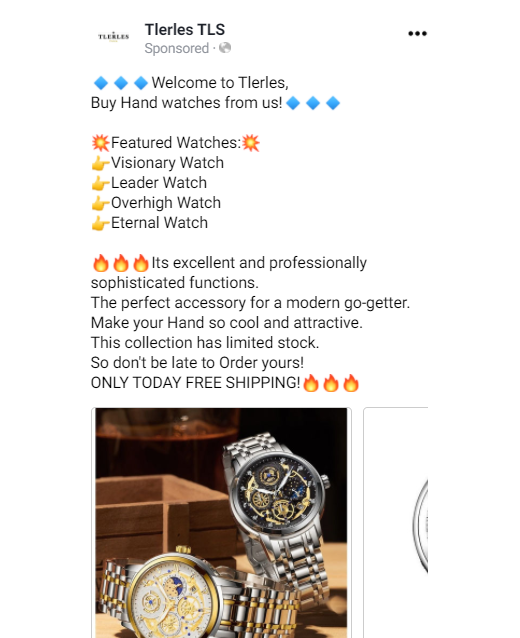 TLERLES
Tlerles TLS
Sponsored ·
🔷🔷🔷Welcome to Tlerles,
Buy Hand watches from us!🔷🔷🔷
💥Featured Watches:💥
👉Visionary Watch
👉Leader Watch
👉Overhigh Watch
👉Eternal Watch
🔥🔥🔥Its excellent and professionally
sophisticated functions.
The perfect accessory for a modern go-getter.
Make your Hand so cool and attractive.
This collection has limited stock.
So don't be late to Order yours!
ONLY TODAY FREE SHIPPING!🔥🔥🔥